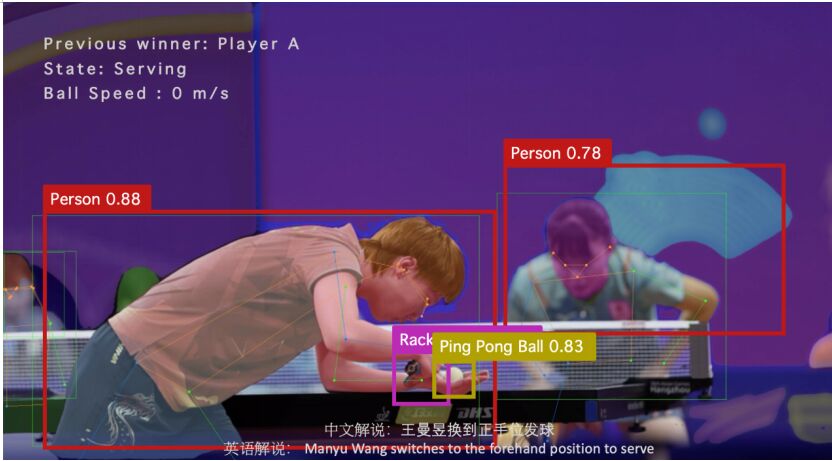 Previous winner: Player A
State: Serving
Ball Speed : 0 m/s
Person 0.78
Person 0.88
Rack
Ping Pong Ball 0.83
Hangzhou
DHS
中文解说：王曼昱换到正手位发球
英语解说： Manyu Wang switches to the forehand position to serve